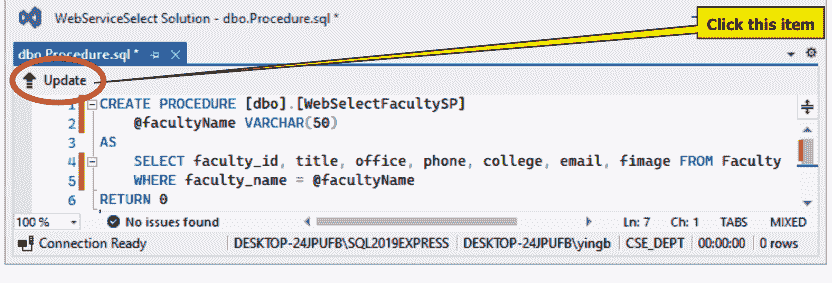 WebServiceSelect Solution - dbo.Procedure.sql *
Click this item
dbo.Procedure.sql *
Update
1 CREATE PROCEDURE [dbo].[WebSelectFacultySP]
2 @facultyName VARCHAR(50)
3 AS
4 SELECT faculty_id, title, office, phone, college, email, fimage FROM Faculty
5 WHERE faculty_name = @facultyName
6 RETURN 0
100 % No issues found Ln: 7 Ch: 1 TABS MIXED
Connection Ready DESKTOP-24JPUFB\SQL2019EXPRESS DESKTOP-24JPUFB\yingb CSE_DEPT 00:00:00 0 rows